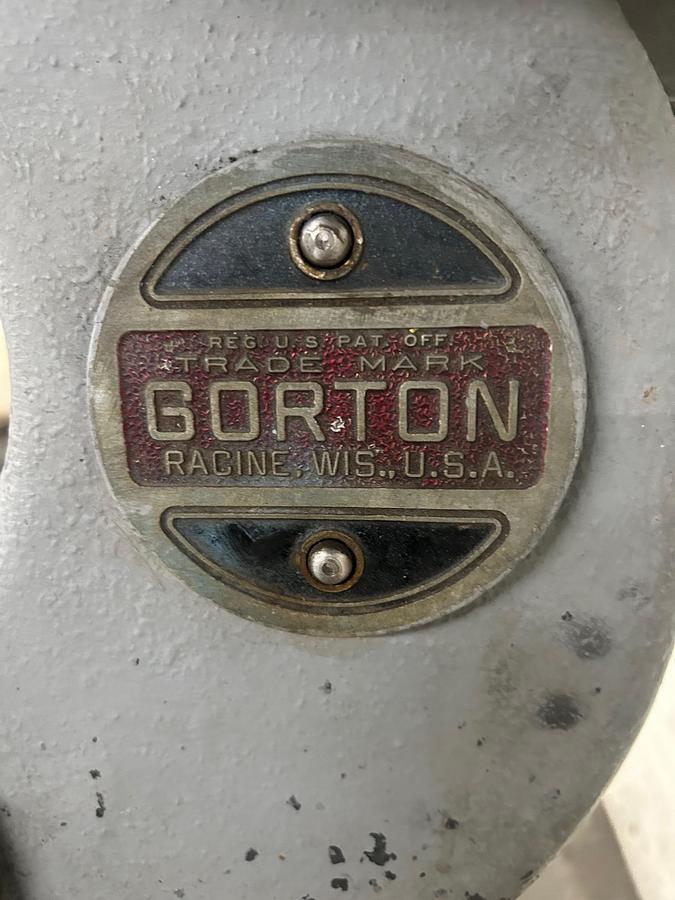 REG. U.S. PAT. OFF.
TRADE MARK
GORTON
RACINE, WIS., U.S.A.